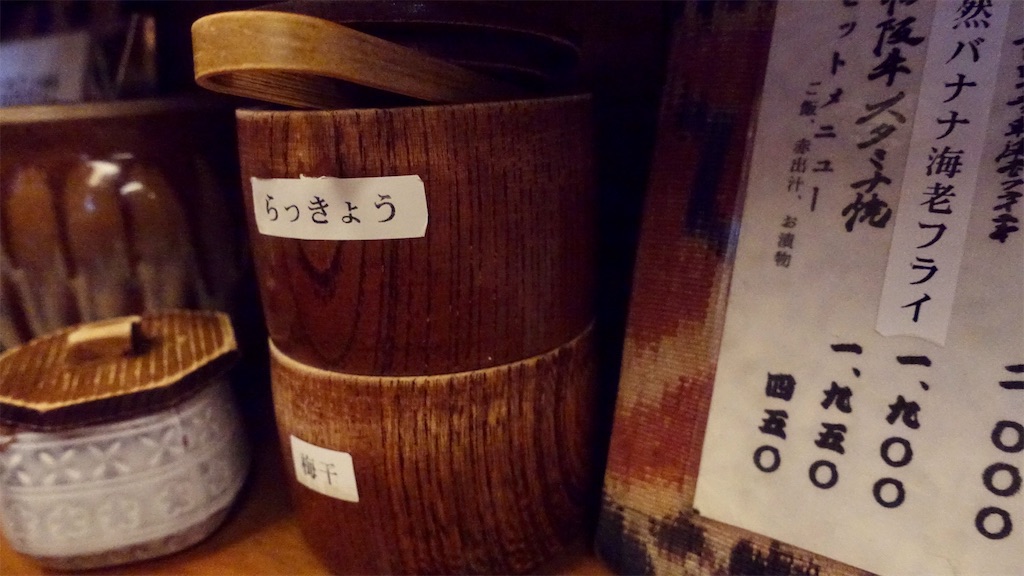 らっきょう
梅干
二〇〇〇
然バナナ海老フライ 一、九〇〇
阪牛スタミナ焼 一、九五〇
セットメニュー
ご飯、赤出汁、お漬物 四五〇